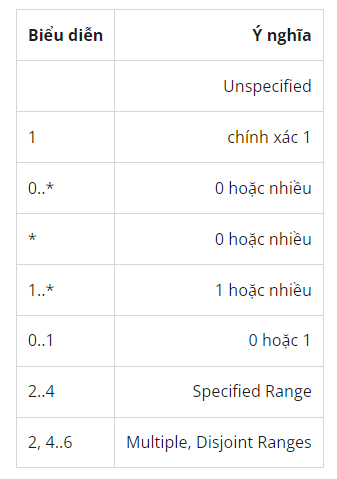 Biểu diễn Ý nghĩa
Unspecified
1 chính xác 1
0..* 0 hoặc nhiều
* 0 hoặc nhiều
1..* 1 hoặc nhiều
0..1 0 hoặc 1
2..4 Specified Range
2, 4..6 Multiple, Disjoint Ranges